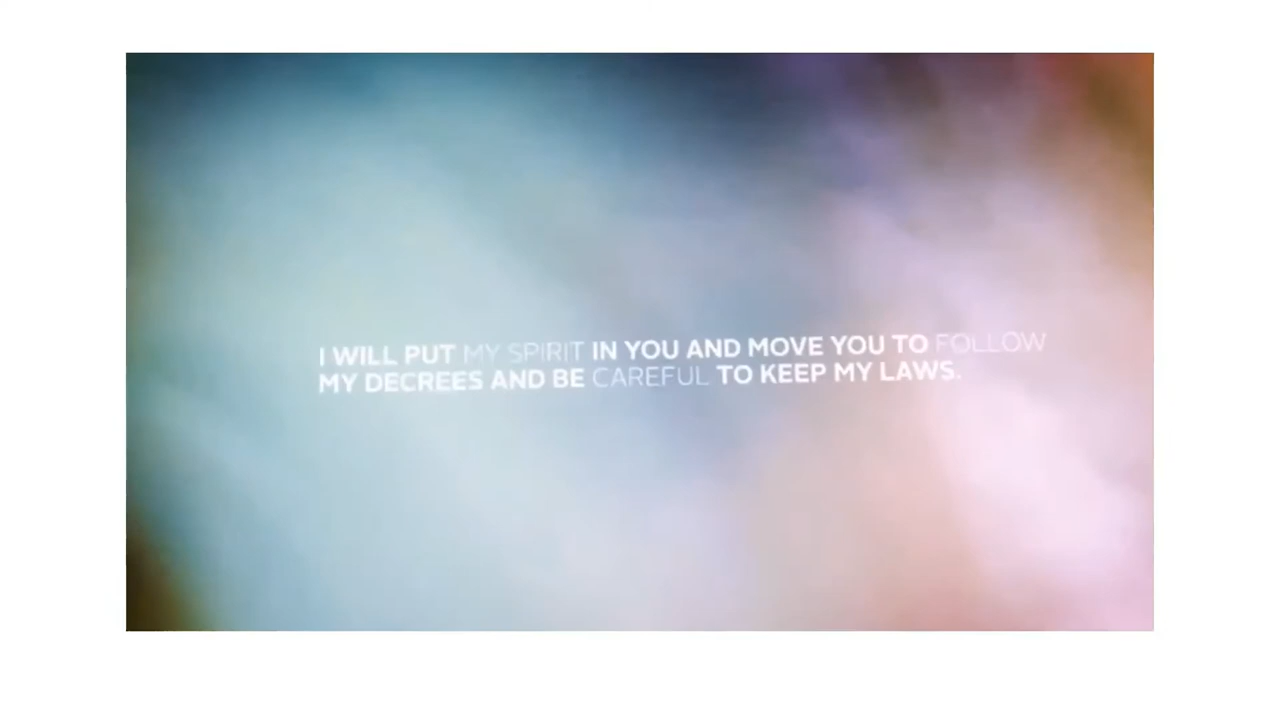 I WILL PUT MY SPIRIT IN YOU AND MOVE YOU TO FOLLOW
MY DECREES AND BE CAREFUL TO KEEP MY LAWS.